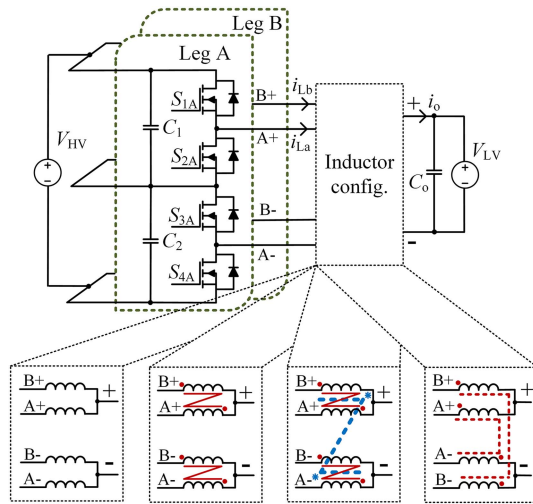 Leg B
Leg A
S1A
B+
iLb
+
io
C1
A+
iLa
VHV
S2A
Inductor
config.
VLV
Co
S3A
B-
C2
A-
S4A
-
B+
A+
+
B-
A-
-
B+
A+
+
B-
A-
-
B+
A+
+
B-
A-
-
B+
A+
+
A-
B-
-